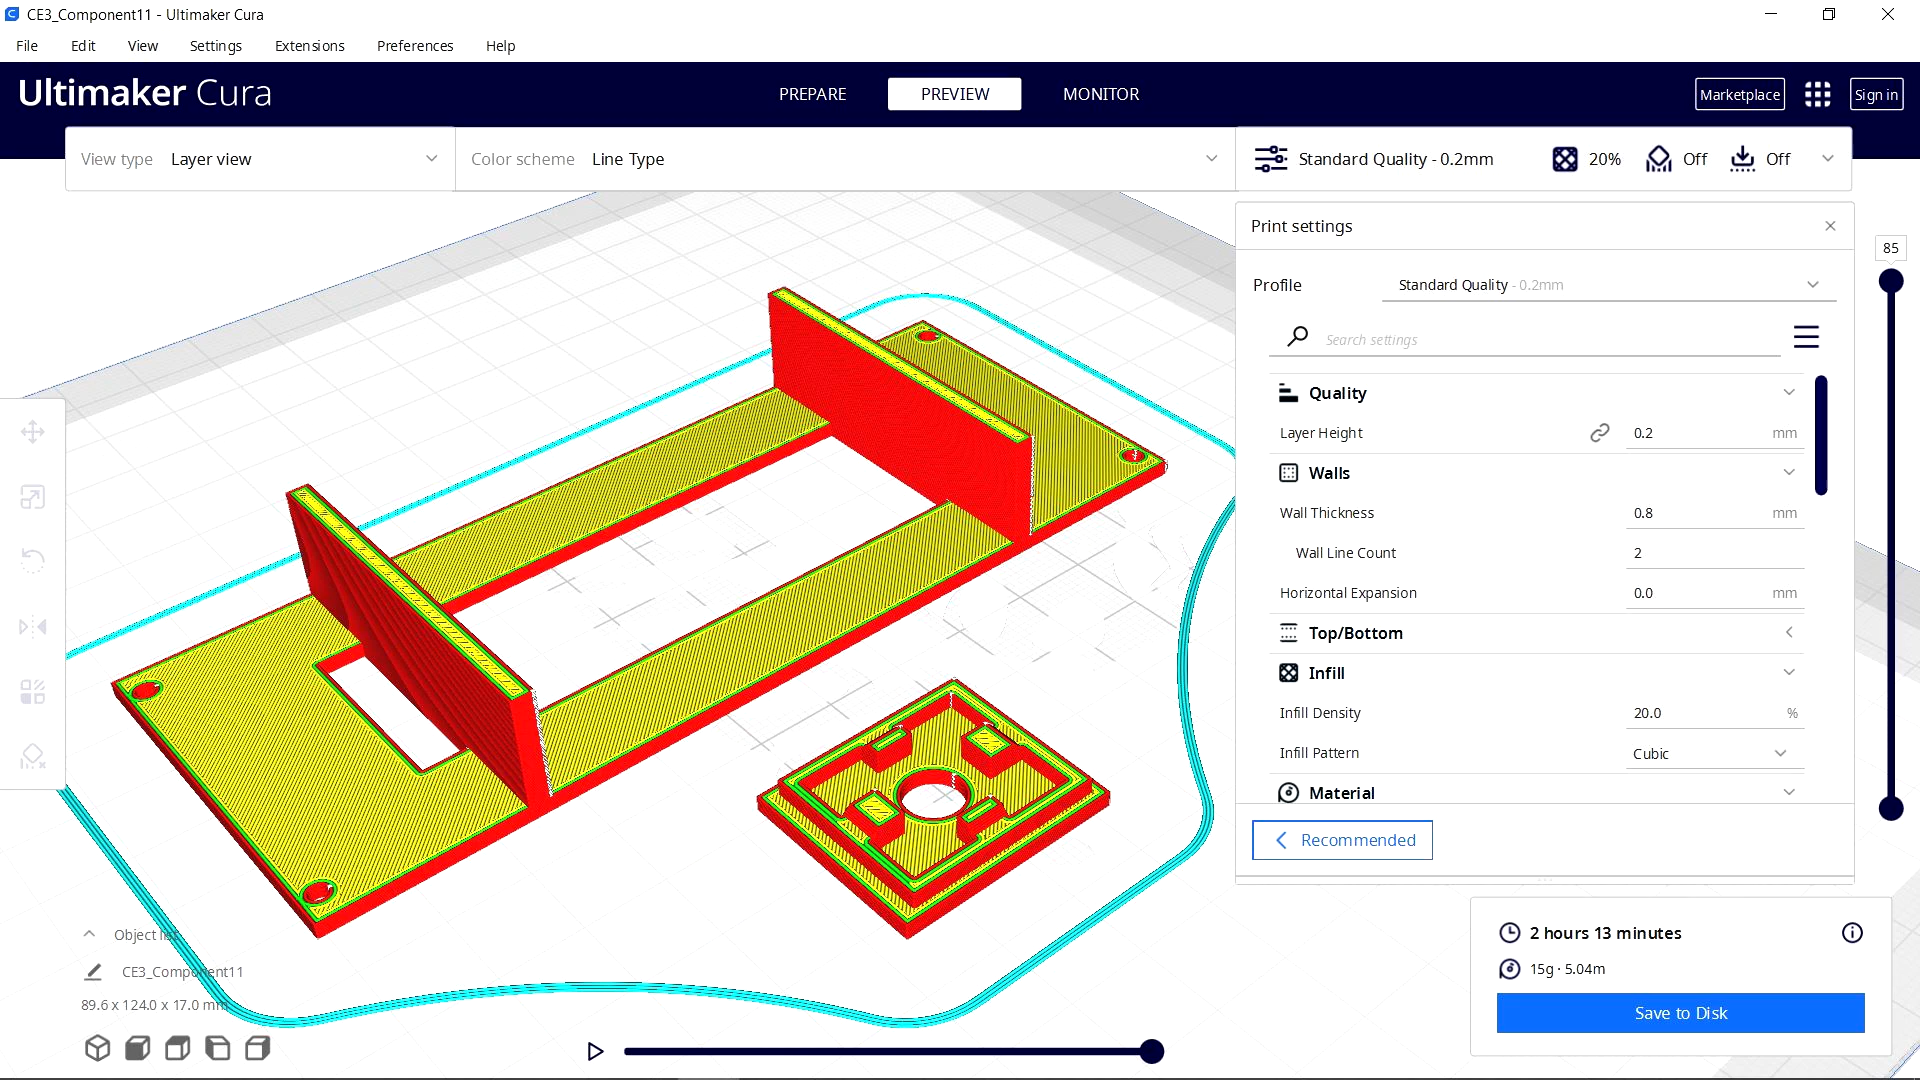 CE3_Component11 - Ultimaker Cura
File Edit View Settings Extensions Preferences Help
Ultimaker Cura PREPARE PREVIEW MONITOR Marketplace Sign in
View type Layer view Color scheme Line Type Standard Quality - 0.2mm 20% Off Off
Print settings
85
Profile Standard Quality - 0.2mm
Search settings
Quality
Layer Height 0.2 mm
Walls
Wall Thickness 0.8 mm
Wall Line Count 2
Horizontal Expansion 0.0 mm
Top/Bottom
Infill
Infill Density 20.0 %
Infill Pattern Cubic
Material
Recommended
Object list
CE3_Component11
89.6 x 124.0 x 17.0 mm
2 hours 13 minutes
15g · 5.04m
Save to Disk